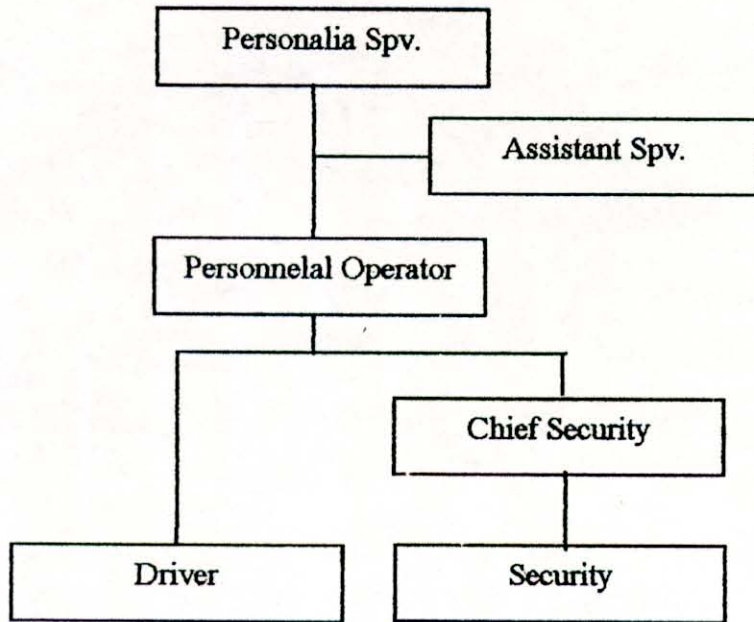 Personalia Spv.
Assistant Spv.
Personnelal Operator
Chief Security
Driver
Security